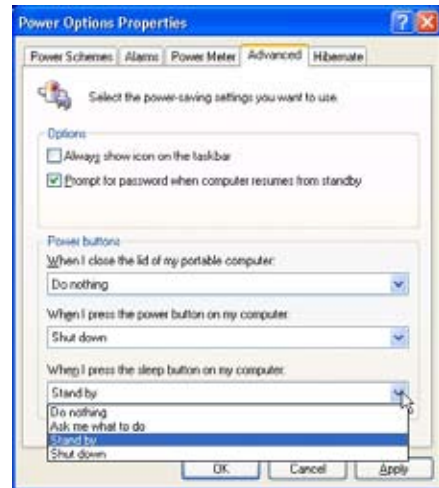 Power Options Properties
Power Schemes Alarms Power Meter Advanced Hibernate
Select the power-saving settings you want to use.
Options
Always show icon on the taskbar
Prompt for password when computer resumes from standby
Power buttons
When I close the lid of my portable computer:
Do nothing
When I press the power button on my computer:
Shut down
When I press the sleep button on my computer:
Stand by
Do nothing
Ask me what to do
Stand by
Shut down
OK Cancel Apply